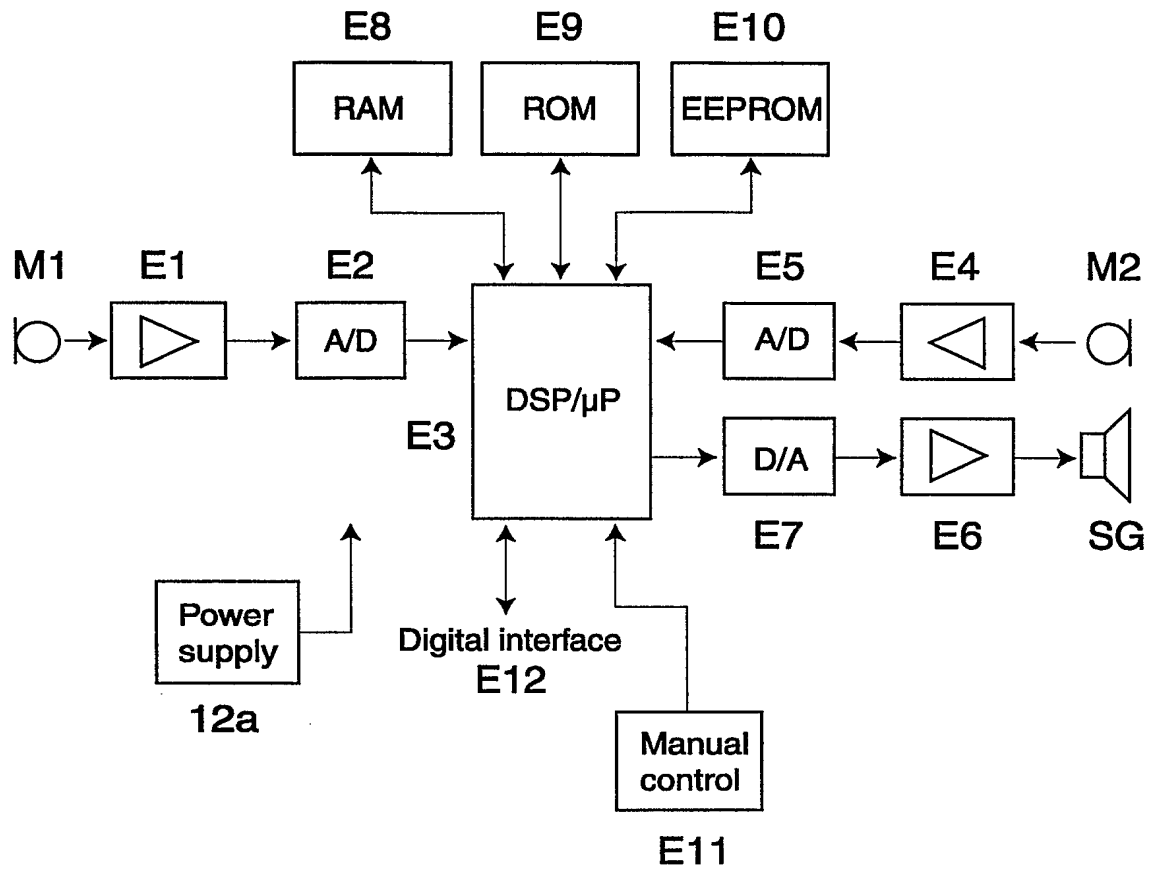 E8
E9
E10
RAM
ROM
EEPROM
M1
E1
E2
E5
E4
M2
A/D
A/D
DSP/µP
E3
D/A
E7
E6
SG
Power
supply
12a
Digital interface
E12
Manual
control
E11